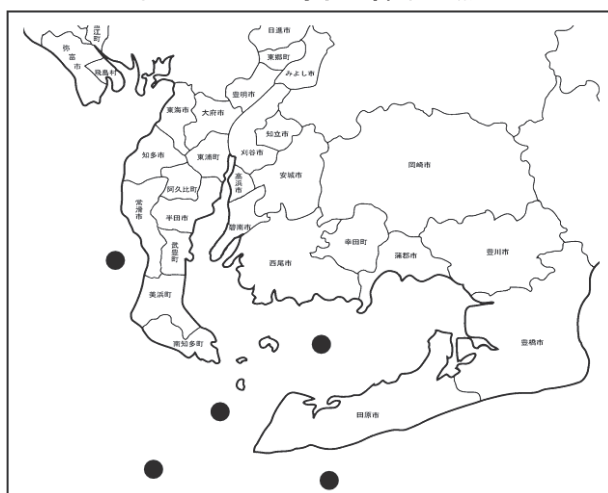 弥富市
飛島村
日進市
東郷町
みよし市
豊明市
東海市
大府市
知立市
知多市
東浦町
刈谷市
岡崎市
安城市
高浜市
阿久比町
常滑市
半田市
碧南市
武豊町
西尾市
幸田町
蒲郡市
豊川市
美浜町
南知多町
豊橋市
田原市